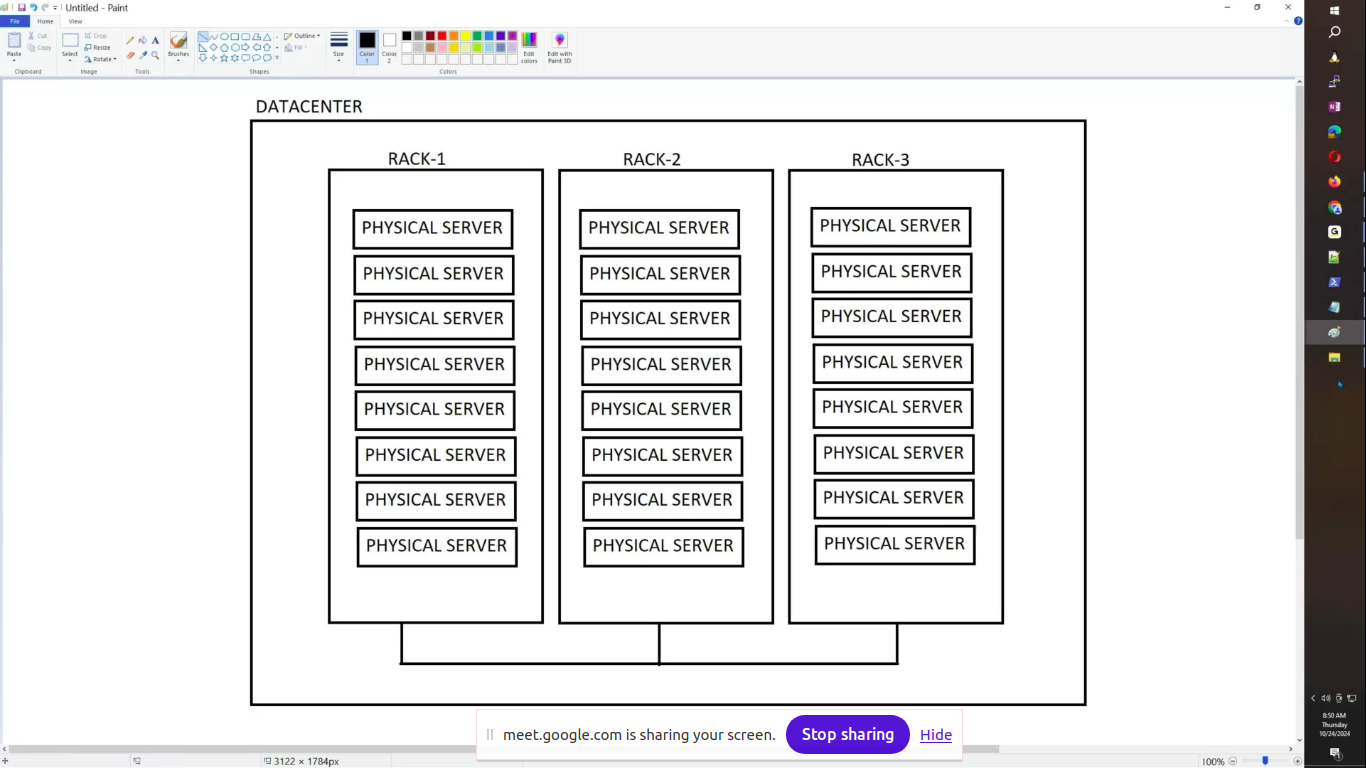 Untitled - Paint
File Home View
Paste
Cut
Copy
Clipboard
Select
Crop
Resize
Rotate
Image
Tools
Brushes
Shapes
Outline
Fill
Size
Color 1
Color 2
Colors
Edit colors
Edit with Paint 3D
DATACENTER
RACK-1
PHYSICAL SERVER
PHYSICAL SERVER
PHYSICAL SERVER
PHYSICAL SERVER
PHYSICAL SERVER
PHYSICAL SERVER
PHYSICAL SERVER
PHYSICAL SERVER
RACK-2
PHYSICAL SERVER
PHYSICAL SERVER
PHYSICAL SERVER
PHYSICAL SERVER
PHYSICAL SERVER
PHYSICAL SERVER
PHYSICAL SERVER
PHYSICAL SERVER
RACK-3
PHYSICAL SERVER
PHYSICAL SERVER
PHYSICAL SERVER
PHYSICAL SERVER
PHYSICAL SERVER
PHYSICAL SERVER
PHYSICAL SERVER
PHYSICAL SERVER
meet.google.com is sharing your screen. Stop sharing Hide
3122 × 1784px
100%
8:50 AM
Thursday
10/24/2024